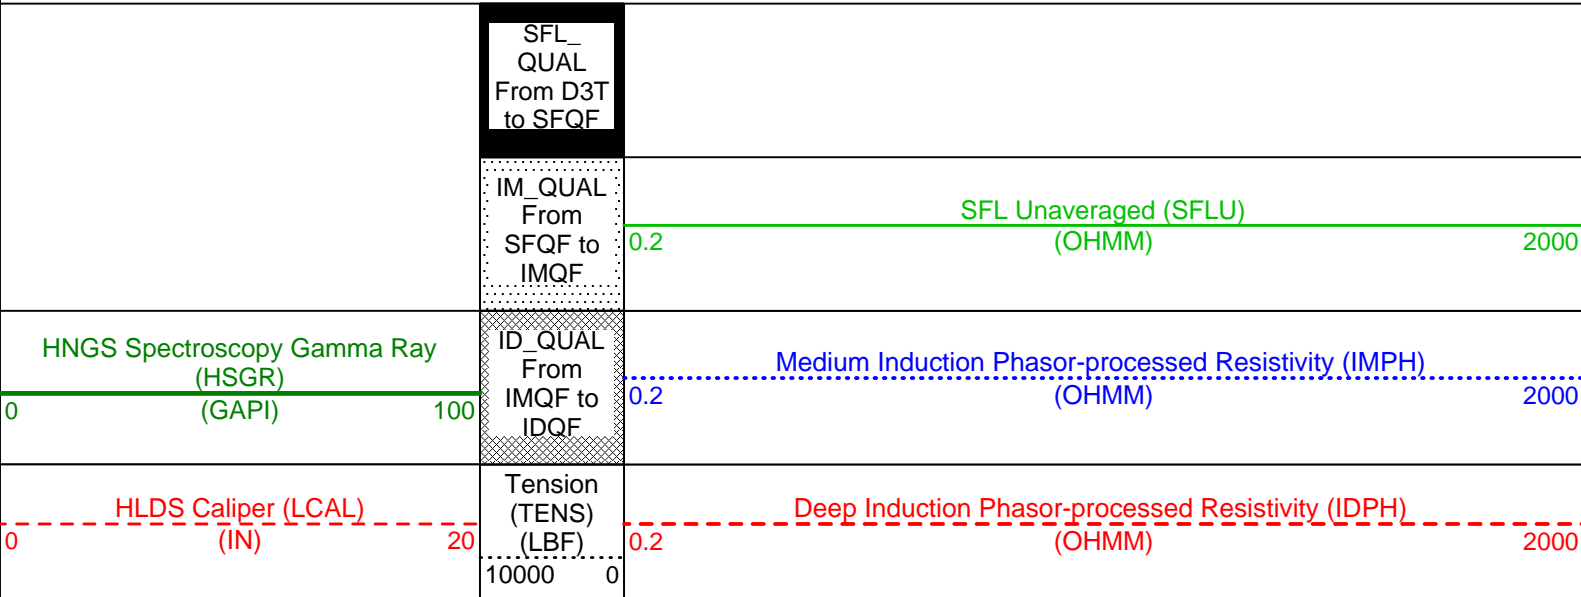 SFL_
QUAL
From D3T
to SFQF
IM_QUAL
From
SFQF to
IMQF
SFL Unaveraged (SFLU)
0.2 (OHMM) 2000
HNGS Spectroscopy Gamma Ray
(HSGR)
0 (GAPI) 100
ID_QUAL
From
IMQF to
IDQF
Medium Induction Phasor-processed Resistivity (IMPH)
0.2 (OHMM) 2000
HLDS Caliper (LCAL)
0 (IN) 20
Tension
(TENS)
(LBF)
10000 0
Deep Induction Phasor-processed Resistivity (IDPH)
0.2 (OHMM) 2000